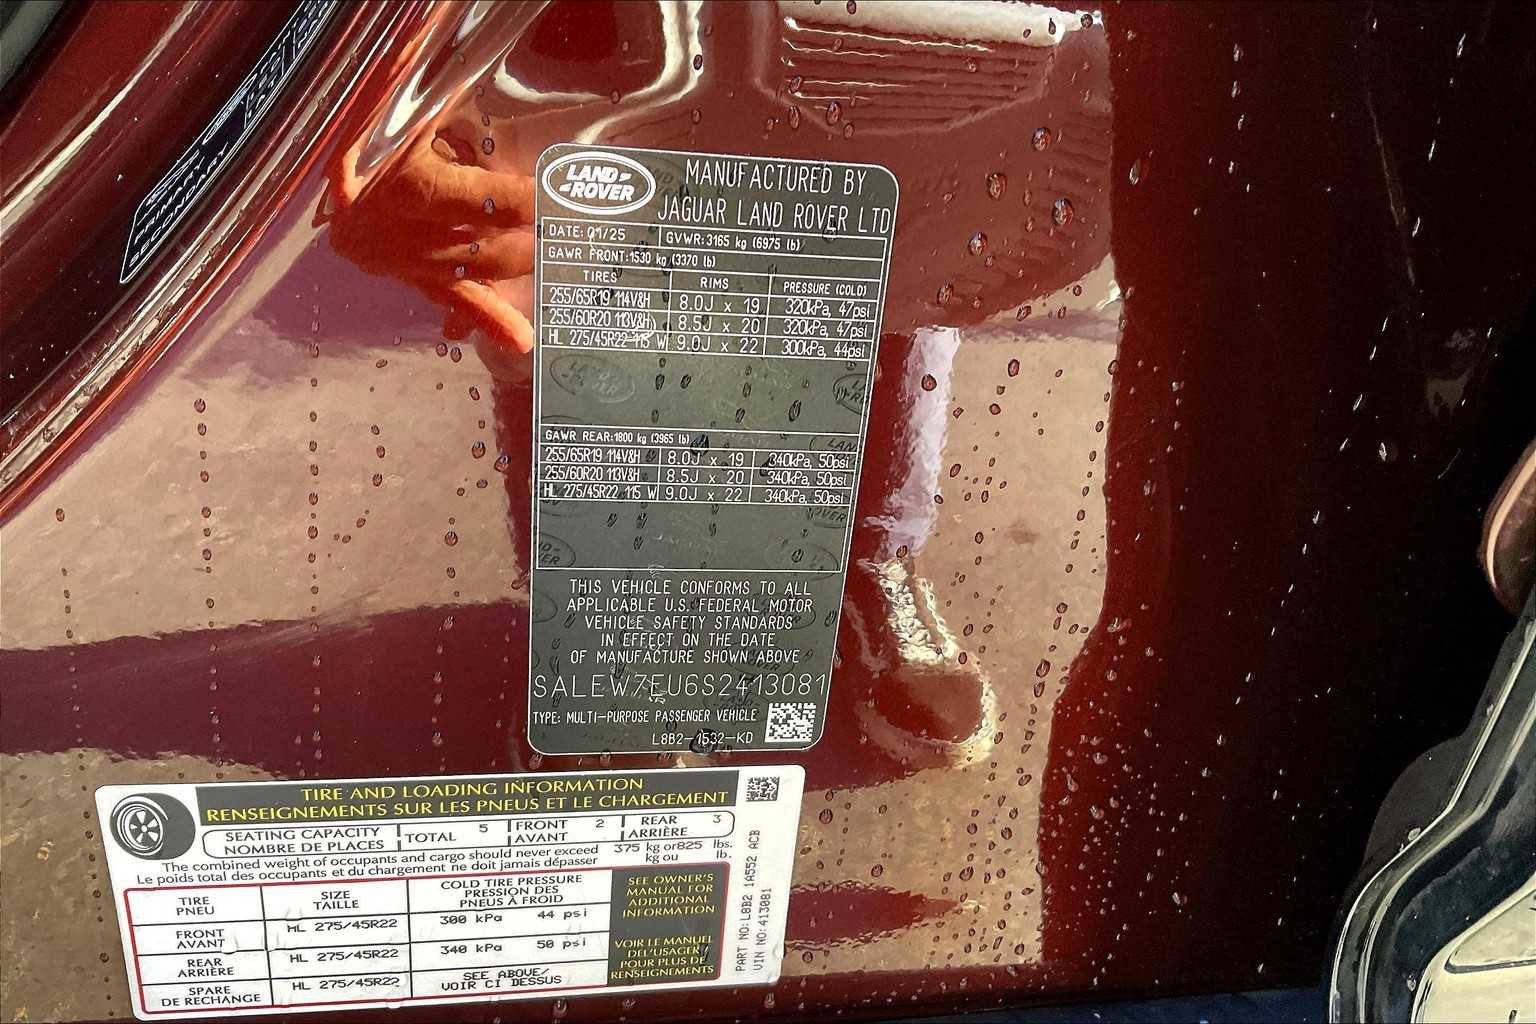 PRIMARY
SECONDARY
LAND ROVER
MANUFACTURED BY
JAGUAR LAND ROVER LTD
DATE: 01/25 GVWR: 3165 kg (6975 lb)
GAWR FRONT: 1530 kg (3370 lb)
TIRES RIMS PRESSURE (COLD)
255/65R19 114V&H 8.0J x 19 320kPa, 47psi
255/60R20 113V&H 8.5J x 20 320kPa, 47psi
HL 275/45R22 115 W 9.0J x 22 300kPa, 44psi
GAWR REAR: 1800 kg (3965 lb)
255/65R19 114V&H 8.0J x 19 340kPa, 50psi
255/60R20 113V&H 8.5J x 20 340kPa, 50psi
HL 275/45R22 115 W 9.0J x 22 340kPa, 50psi
THIS VEHICLE CONFORMS TO ALL
APPLICABLE U.S. FEDERAL MOTOR
VEHICLE SAFETY STANDARDS
IN EFFECT ON THE DATE
OF MANUFACTURE SHOWN ABOVE
SALEW7EU6S2413081
TYPE: MULTI-PURPOSE PASSENGER VEHICLE
L8B2-1532-KD
TIRE AND LOADING INFORMATION
RENSEIGNEMENTS SUR LES PNEUS ET LE CHARGEMENT
SEATING CAPACITY TOTAL 5 FRONT 2 REAR 3
NOMBRE DE PLACES AVANT ARRIÈRE
The combined weight of occupants and cargo should never exceed 375 kg or 825 lbs.
Le poids total des occupants et du chargement ne doit jamais dépasser kg ou lb.
TIRE SIZE COLD TIRE PRESSURE
PNEU TAILLE PRESSION DES
PNEUS À FROID
FRONT HL 275/45R22 300 kPa 44 psi
AVANT
REAR HL 275/45R22 340 kPa 50 psi
ARRIÈRE
SPARE HL 275/45R22 SEE ABOVE/
DE RECHANGE VOIR CI DESSUS
SEE OWNER'S
MANUAL FOR
ADDITIONAL
INFORMATION
VOIR LE MANUEL
DE L'USAGER
POUR PLUS DE
RENSEIGNEMENTS
PART NO: L8B2 1A552 ACB
VIN NO: 413081